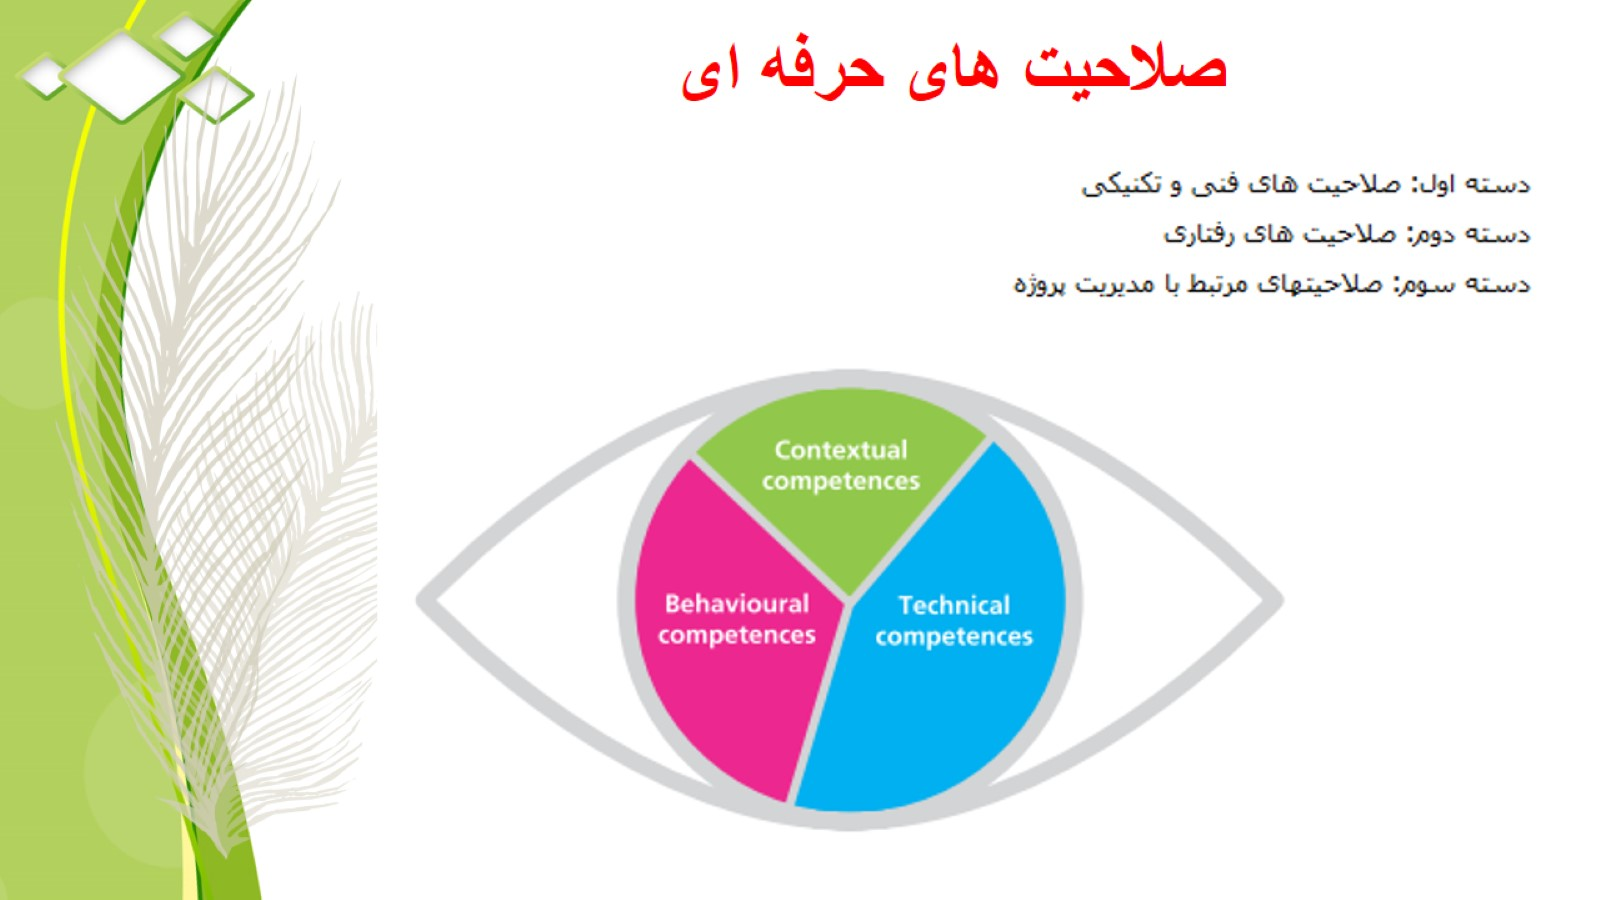 صلاحیت های حرفه ای
دسته اول: صلاحیت های فنی و تکنیکی
دسته دوم: صلاحیت های رفتاری
دسته سوم: صلاحیتهای مرتبط با مدیریت پروژه
Contextual
competences
Behavioural
competences
Technical
competences